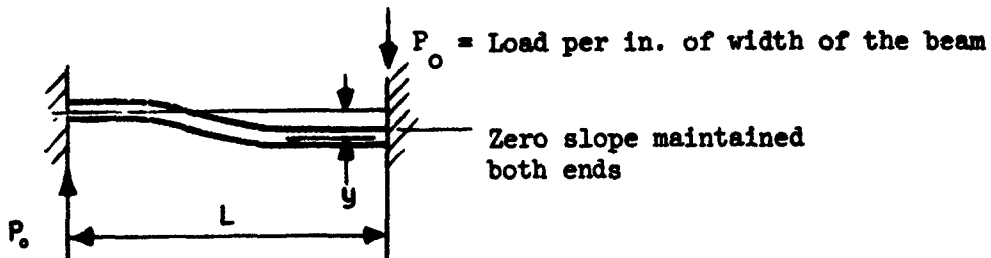 P₀ = Load per in. of width of the beam
Zero slope maintained
both ends
y
L
P₀